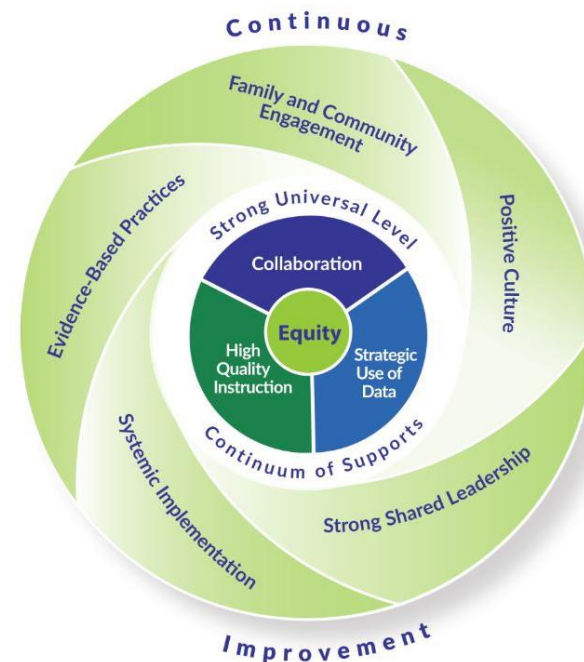 Continuous
Family and Community
Engagement
Positive Culture
Evidence-Based Practices
Strong Universal Level
Collaboration
Equity
High
Quality
Instruction
Strategic
Use of
Data
Continuum of Supports
Systemic Implementation
Strong Shared Leadership
Improvement